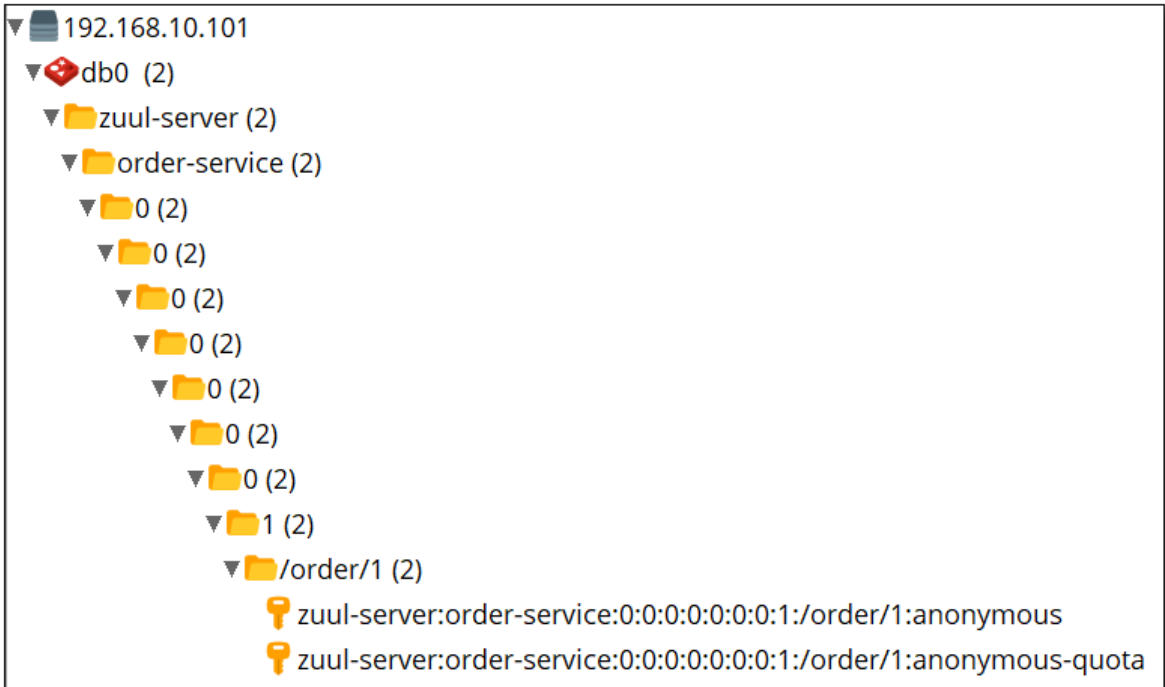 192.168.10.101
db0 (2)
zuul-server (2)
order-service (2)
0 (2)
0 (2)
0 (2)
0 (2)
0 (2)
0 (2)
0 (2)
1 (2)
/order/1 (2)
zuul-server:order-service:0:0:0:0:0:0:0:1:/order/1:anonymous
zuul-server:order-service:0:0:0:0:0:0:0:1:/order/1:anonymous-quota